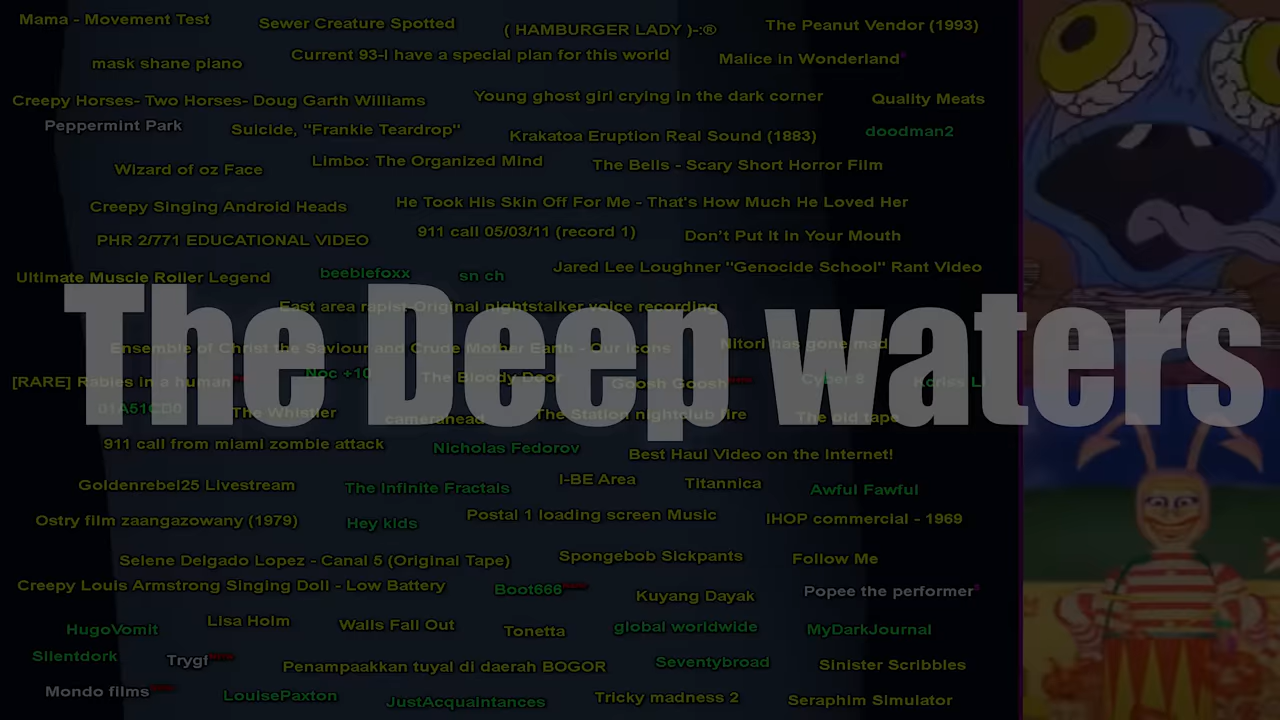 Mama - Movement Test Sewer Creature Spotted ( HAMBURGER LADY )-:® The Peanut Vendor (1993)
mask shane piano Current 93-I have a special plan for this world Malice in Wonderland
Creepy Horses- Two Horses- Doug Garth Williams Young ghost girl crying in the dark corner Quality Meats
Peppermint Park Suicide, "Frankie Teardrop" Krakatoa Eruption Real Sound (1883) doodman2
Wizard of oz Face Limbo: The Organized Mind The Bells - Scary Short Horror Film
Creepy Singing Android Heads He Took His Skin Off For Me - That's How Much He Loved Her
PHR 2/771 EDUCATIONAL VIDEO 911 call 05/03/11 (record 1) Don't Put It In Your Mouth
Ultimate Muscle Roller Legend beeblefoxx sn ch Jared Lee Loughner "Genocide School" Rant Video
East area rapist-Original nightstalker voice recording
The Deep waters
Ensemble of Christ the Saviour and Crude Mother Earth - Our icons Nitori has gone mad
[RARE] Rabies in a human Noc +10 The Bloody Door Goosh Goosh Cyber 8 Koriss Li
01A51CD0 The Whistler camerahead The Station nightclub fire The old tape
911 call from miami zombie attack Nicholas Fedorov Best Haul Video on the Internet!
Goldenrebel25 Livestream The Infinite Fractals I-BE Area Titannica Awful Fawful
Ostry film zaangazowany (1979) Hey kids Postal 1 loading screen Music IHOP commercial - 1969
Selene Delgado Lopez - Canal 5 (Original Tape) Spongebob Sickpants Follow Me
Creepy Louis Armstrong Singing Doll - Low Battery Boot666 Kuyang Dayak Popee the performer
HugoVomit Lisa Holm Walls Fall Out Tonetta global worldwide MyDarkJournal
Silentdork Trygf Penampaakkan tuyal di daerah BOGOR Seventybroad Sinister Scribbles
Mondo films LouisePaxton JustAcquaintances Tricky madness 2 Seraphim Simulator